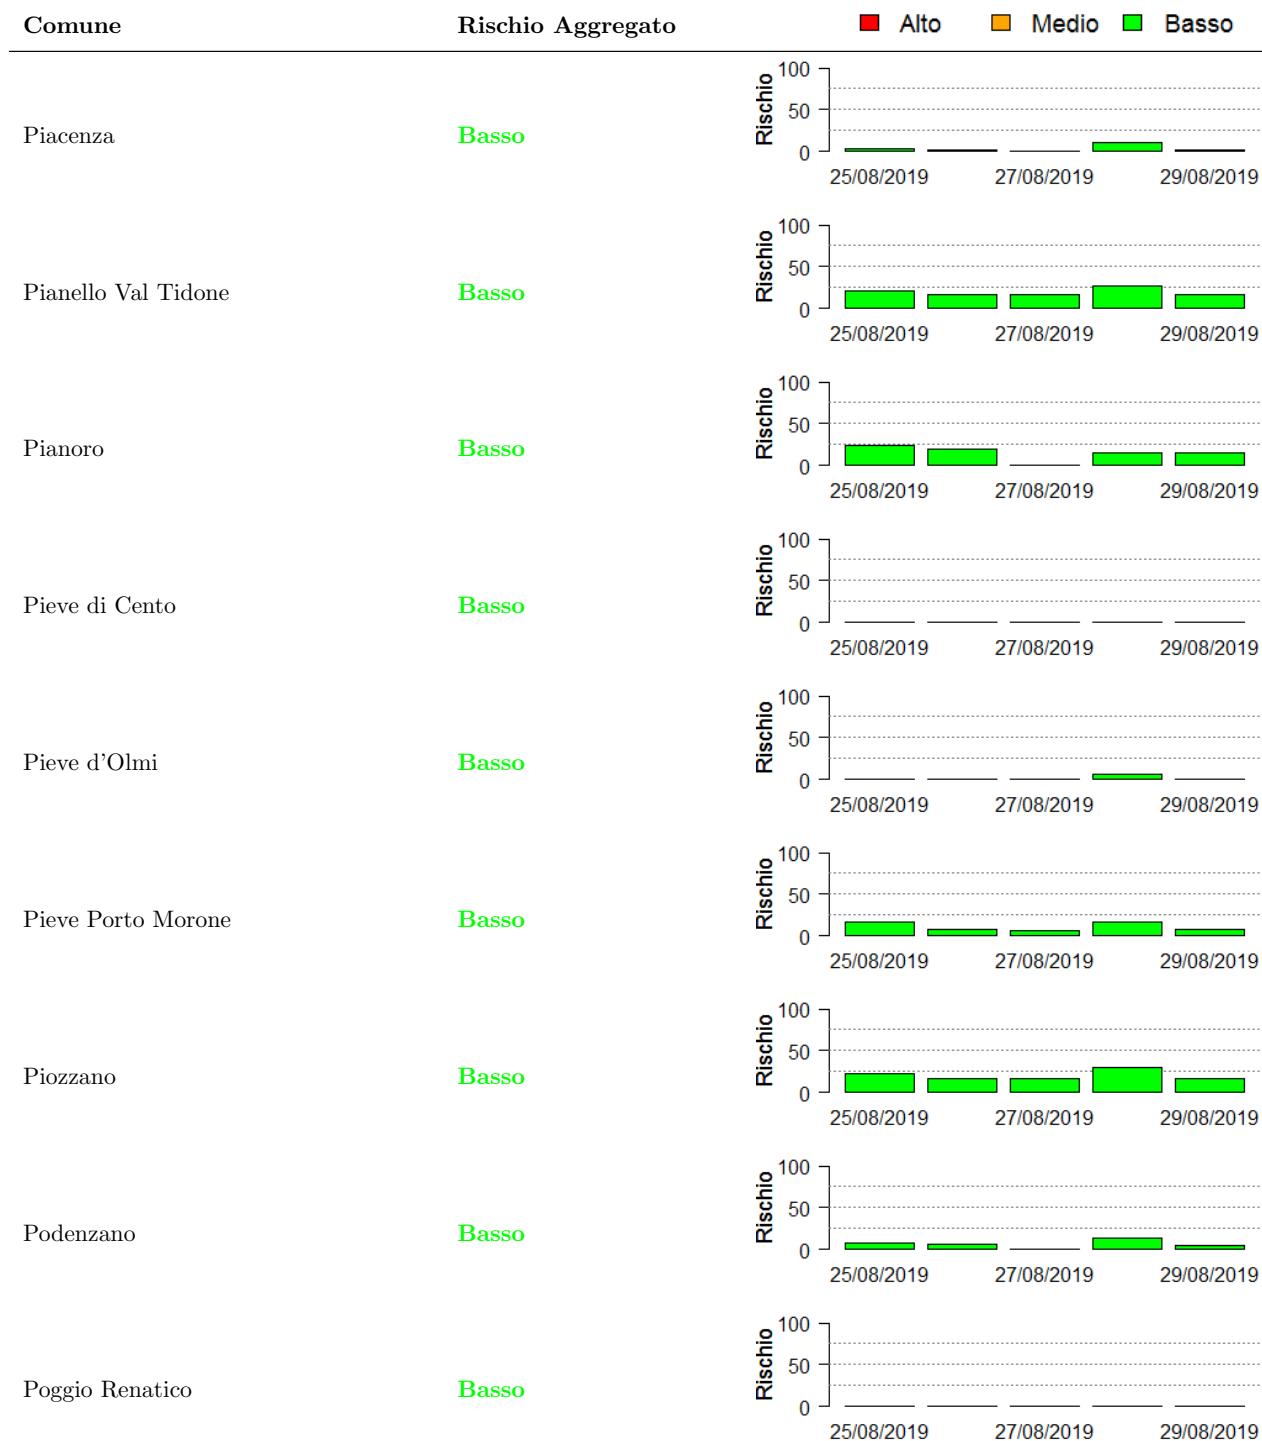 Comune Rischio Aggregato Alto Medio Basso
100
50
0
Rischio
Piacenza Basso
25/08/2019 27/08/2019 29/08/2019
100
50
0
Rischio
Pianello Val Tidone Basso
25/08/2019 27/08/2019 29/08/2019
100
50
0
Rischio
Pianoro Basso
25/08/2019 27/08/2019 29/08/2019
100
50
0
Rischio
Pieve di Cento Basso
25/08/2019 27/08/2019 29/08/2019
100
50
0
Rischio
Pieve d'Olmi Basso
25/08/2019 27/08/2019 29/08/2019
100
50
0
Rischio
Pieve Porto Morone Basso
25/08/2019 27/08/2019 29/08/2019
100
50
0
Rischio
Piozzano Basso
25/08/2019 27/08/2019 29/08/2019
100
50
0
Rischio
Podenzano Basso
25/08/2019 27/08/2019 29/08/2019
100
50
0
Rischio
Poggio Renatico Basso
25/08/2019 27/08/2019 29/08/2019